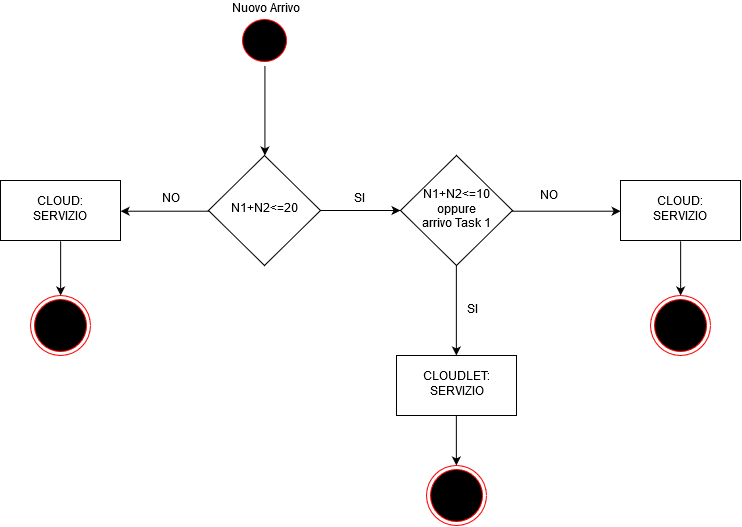 Nuovo Arrivo
N1+N2<=20
NO
SI
CLOUD:
SERVIZIO
N1+N2<=10
oppure
arrivo Task 1
NO
SI
CLOUD:
SERVIZIO
CLOUDLET:
SERVIZIO